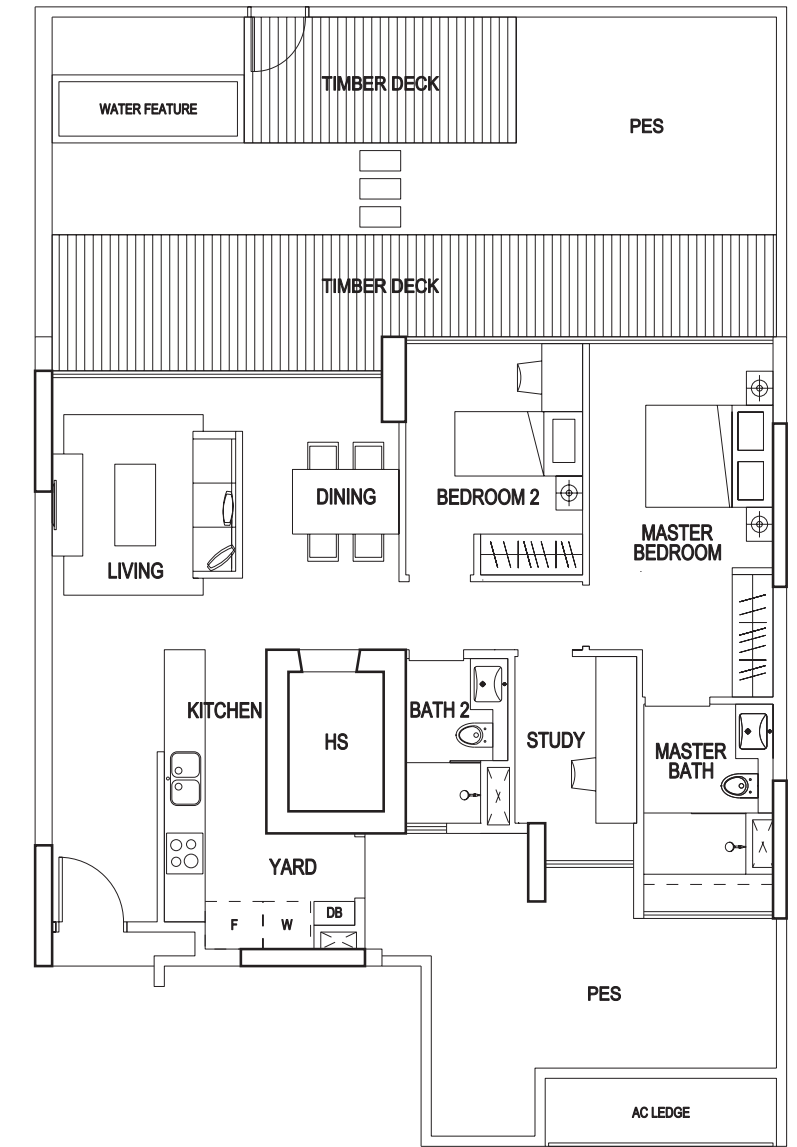 TIMBER DECK
WATER FEATURE
PES
TIMBER DECK
DINING
BEDROOM 2
MASTER
BEDROOM
LIVING
KITCHEN
BATH 2
HS
STUDY
MASTER
BATH
YARD
DB
F
W
PES
AC LEDGE